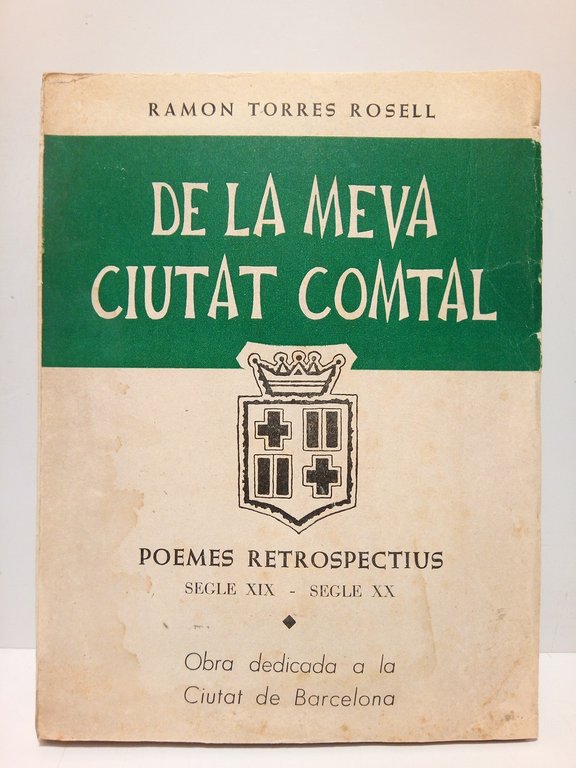 RAMON TORRES ROSELL
DE LA MEVA
CIUTAT COMTAL
POEMES RETROSPECTIUS
SEGLE XIX - SEGLE XX
Obra dedicada a la
Ciutat de Barcelona